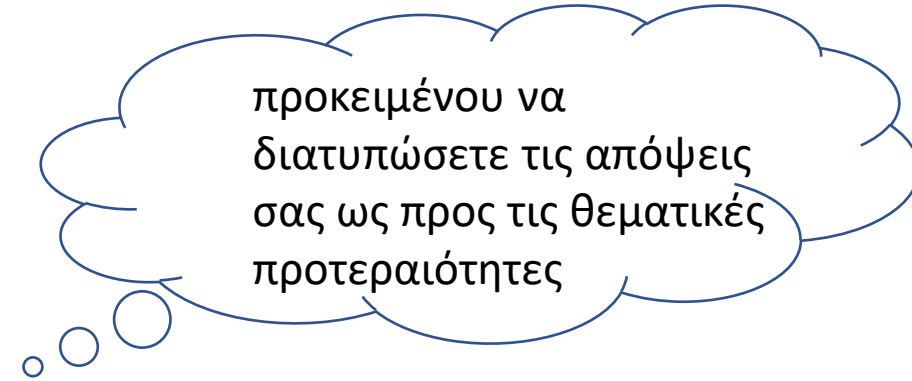 προκειμένου να
διατυπώσετε τις απόψεις
σας ως προς τις θεματικές
προτεραιότητες